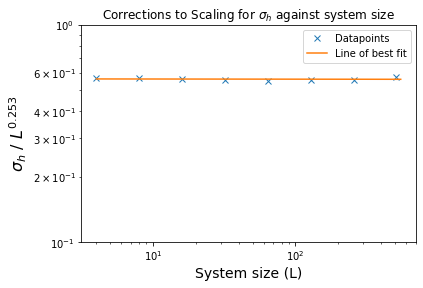 Corrections to Scaling for σₕ against system size
10⁰
Datapoints
Line of best fit
6 × 10⁻¹
4 × 10⁻¹
3 × 10⁻¹
2 × 10⁻¹
10⁻¹
σₕ / L^0.253
10¹
10²
System size (L)